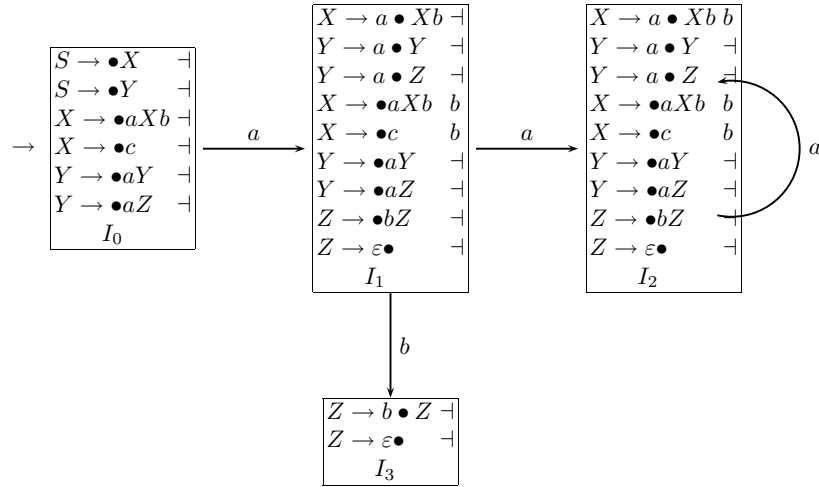 S → •X ⊣
S → •Y ⊣
X → •aXb ⊣
X → •c ⊣
Y → •aY ⊣
Y → •aZ ⊣
I₀
→
a
X → a • Xb ⊣
Y → a • Y ⊣
Y → a • Z ⊣
X → •aXb b
X → •c b
Y → •aY ⊣
Y → •aZ ⊣
Z → •bZ ⊣
Z → ε• ⊣
I₁
a
X → a • Xb b
Y → a • Y ⊣
Y → a • Z ⊣
X → •aXb b
X → •c b
Y → •aY ⊣
Y → •aZ ⊣
Z → •bZ ⊣
Z → ε• ⊣
I₂
a
b
Z → b • Z ⊣
Z → ε• ⊣
I₃